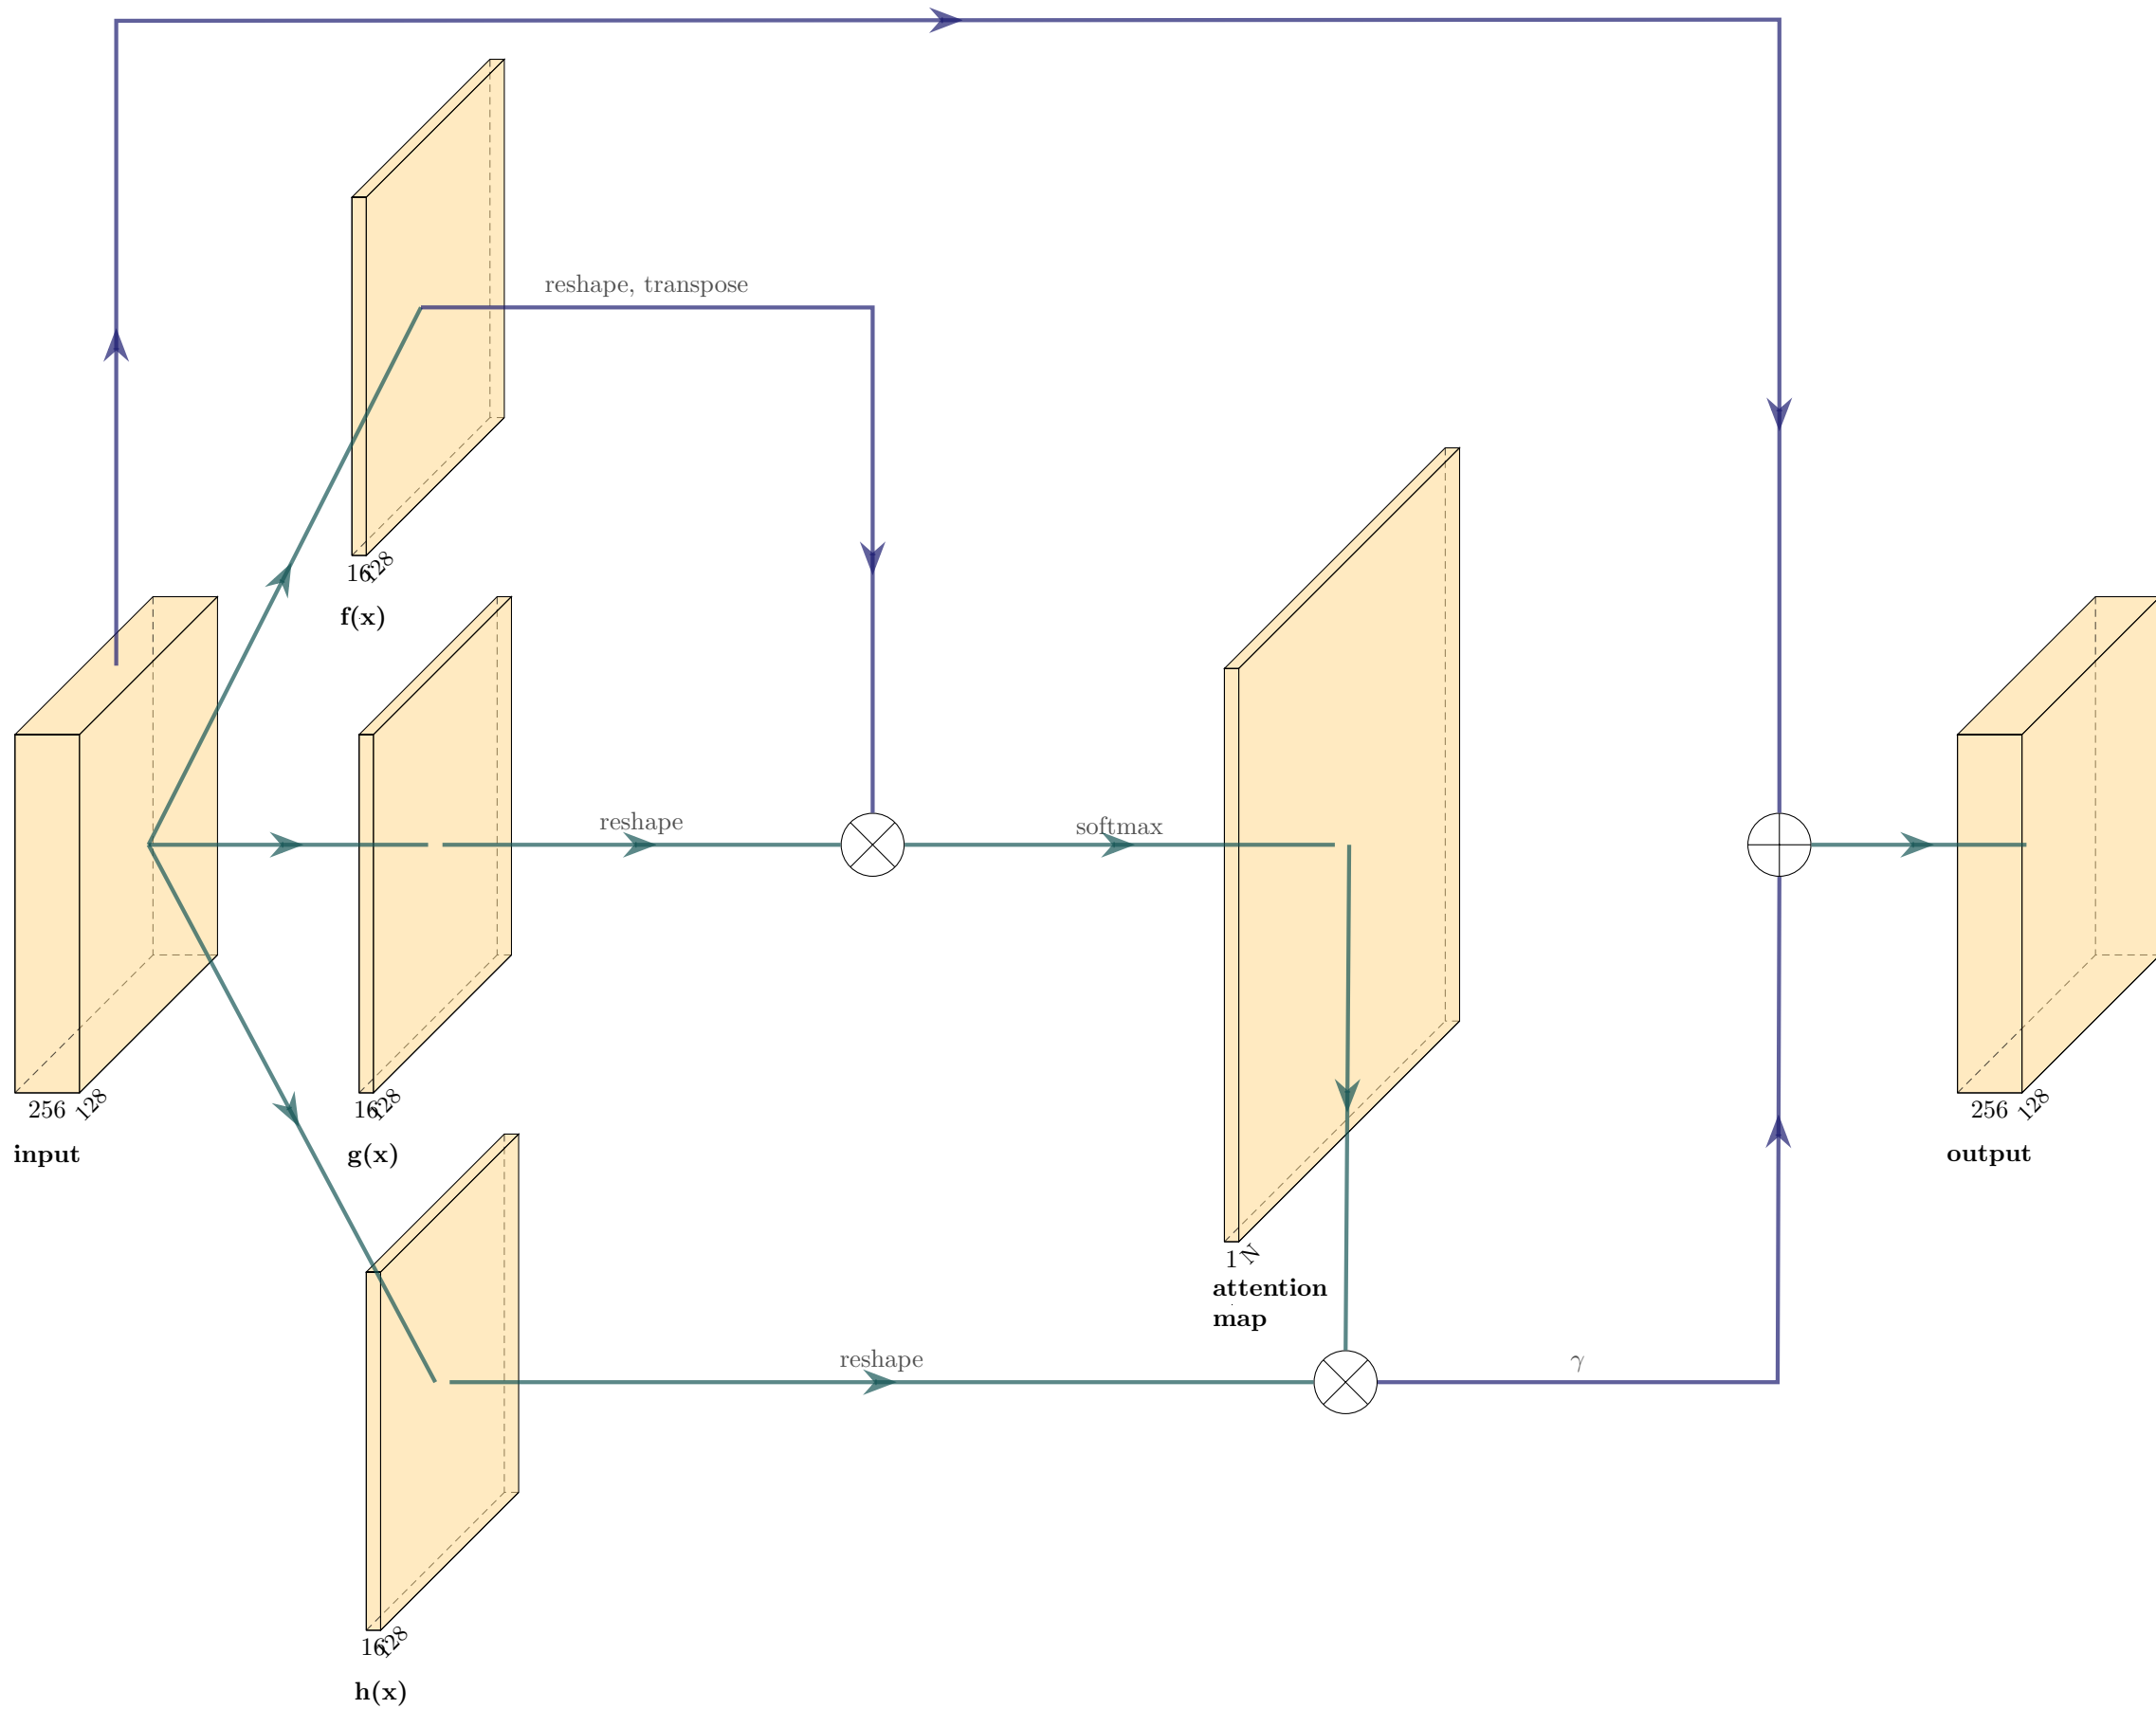 reshape, transpose
16
128
f(x)
reshape
softmax
256
128
input
16
128
g(x)
256
128
output
1
N
attention
map
reshape
γ
16
128
h(x)